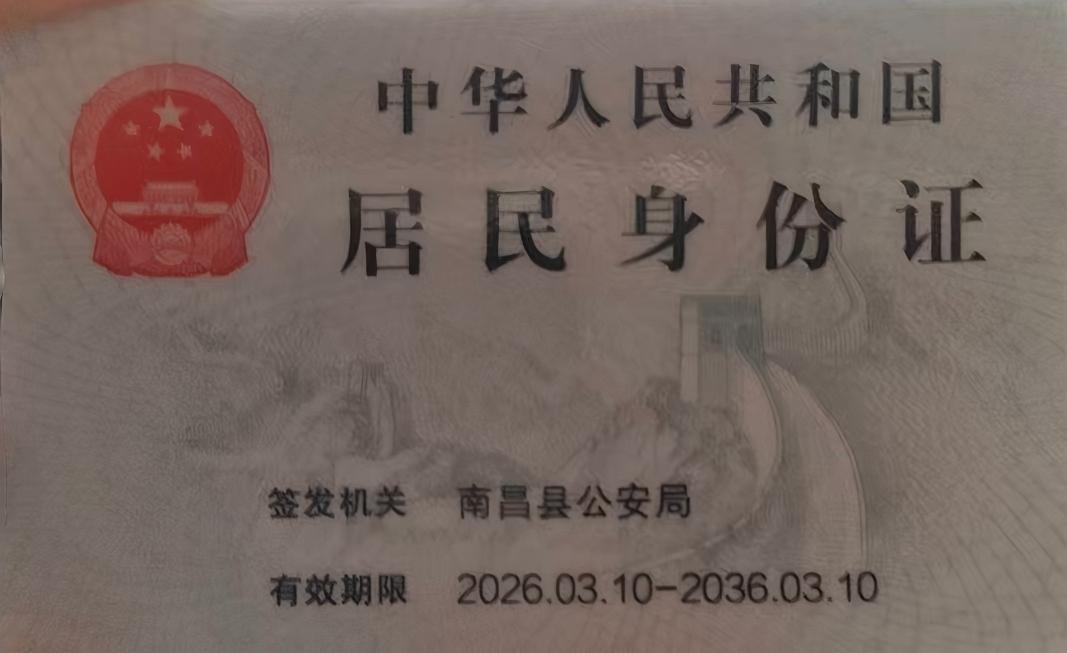 中华人民共和国
居民身份证
签发机关 南昌县公安局
有效期限 2026.03.10-2036.03.10